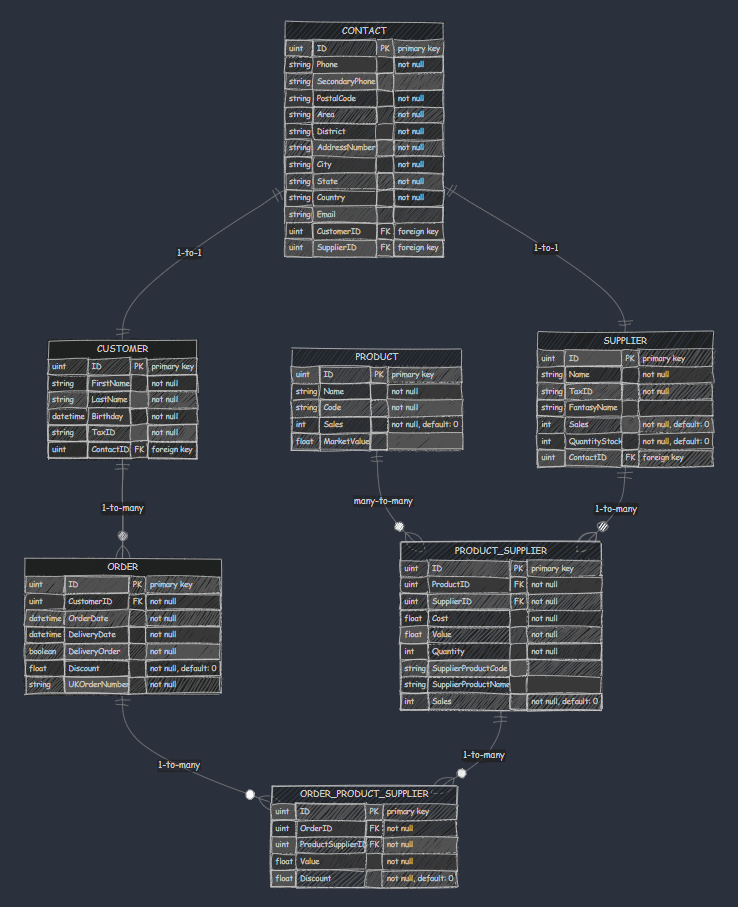 CONTACT
uint ID PK primary key
string Phone not null
string SecondaryPhone
string PostalCode not null
string Area not null
string District not null
string AddressNumber not null
string City not null
string State not null
string Country not null
string Email
uint CustomerID FK foreign key
uint SupplierID FK foreign key
1-to-1
1-to-1
CUSTOMER
uint ID PK primary key
string FirstName not null
string LastName not null
datetime Birthday not null
string TaxID not null
uint ContactID FK foreign key
PRODUCT
uint ID PK primary key
string Name not null
string Code not null
int Sales not null, default: 0
float MarketValue
SUPPLIER
uint ID PK primary key
string Name not null
string TaxID not null
string FantasyName
int Sales not null, default: 0
int QuantityStock not null, default: 0
uint ContactID FK foreign key
1-to-many
many-to-many
1-to-many
ORDER
uint ID PK primary key
uint CustomerID FK not null
datetime OrderDate not null
datetime DeliveryDate not null
boolean DeliveryOrder not null
float Discount not null, default: 0
string UKOrderNumber not null
PRODUCT_SUPPLIER
uint ID PK primary key
uint ProductID FK not null
uint SupplierID FK not null
float Cost not null
float Value not null
int Quantity not null
string SupplierProductCode
string SupplierProductName
int Sales not null, default: 0
1-to-many
1-to-many
ORDER_PRODUCT_SUPPLIER
uint ID PK primary key
uint OrderID FK not null
uint ProductSupplierID FK not null
float Value not null
float Discount not null, default: 0